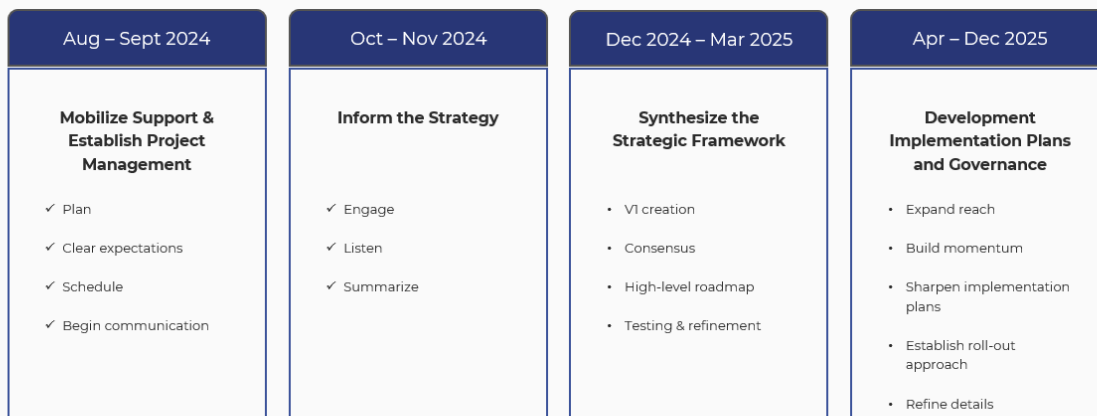 Aug – Sept 2024
Mobilize Support &
Establish Project
Management
✓ Plan
✓ Clear expectations
✓ Schedule
✓ Begin communication
Oct – Nov 2024
Inform the Strategy
✓ Engage
✓ Listen
✓ Summarize
Dec 2024 – Mar 2025
Synthesize the
Strategic Framework
• V1 creation
• Consensus
• High-level roadmap
• Testing & refinement
Apr – Dec 2025
Development
Implementation Plans
and Governance
• Expand reach
• Build momentum
• Sharpen implementation
plans
• Establish roll-out
approach
• Refine details